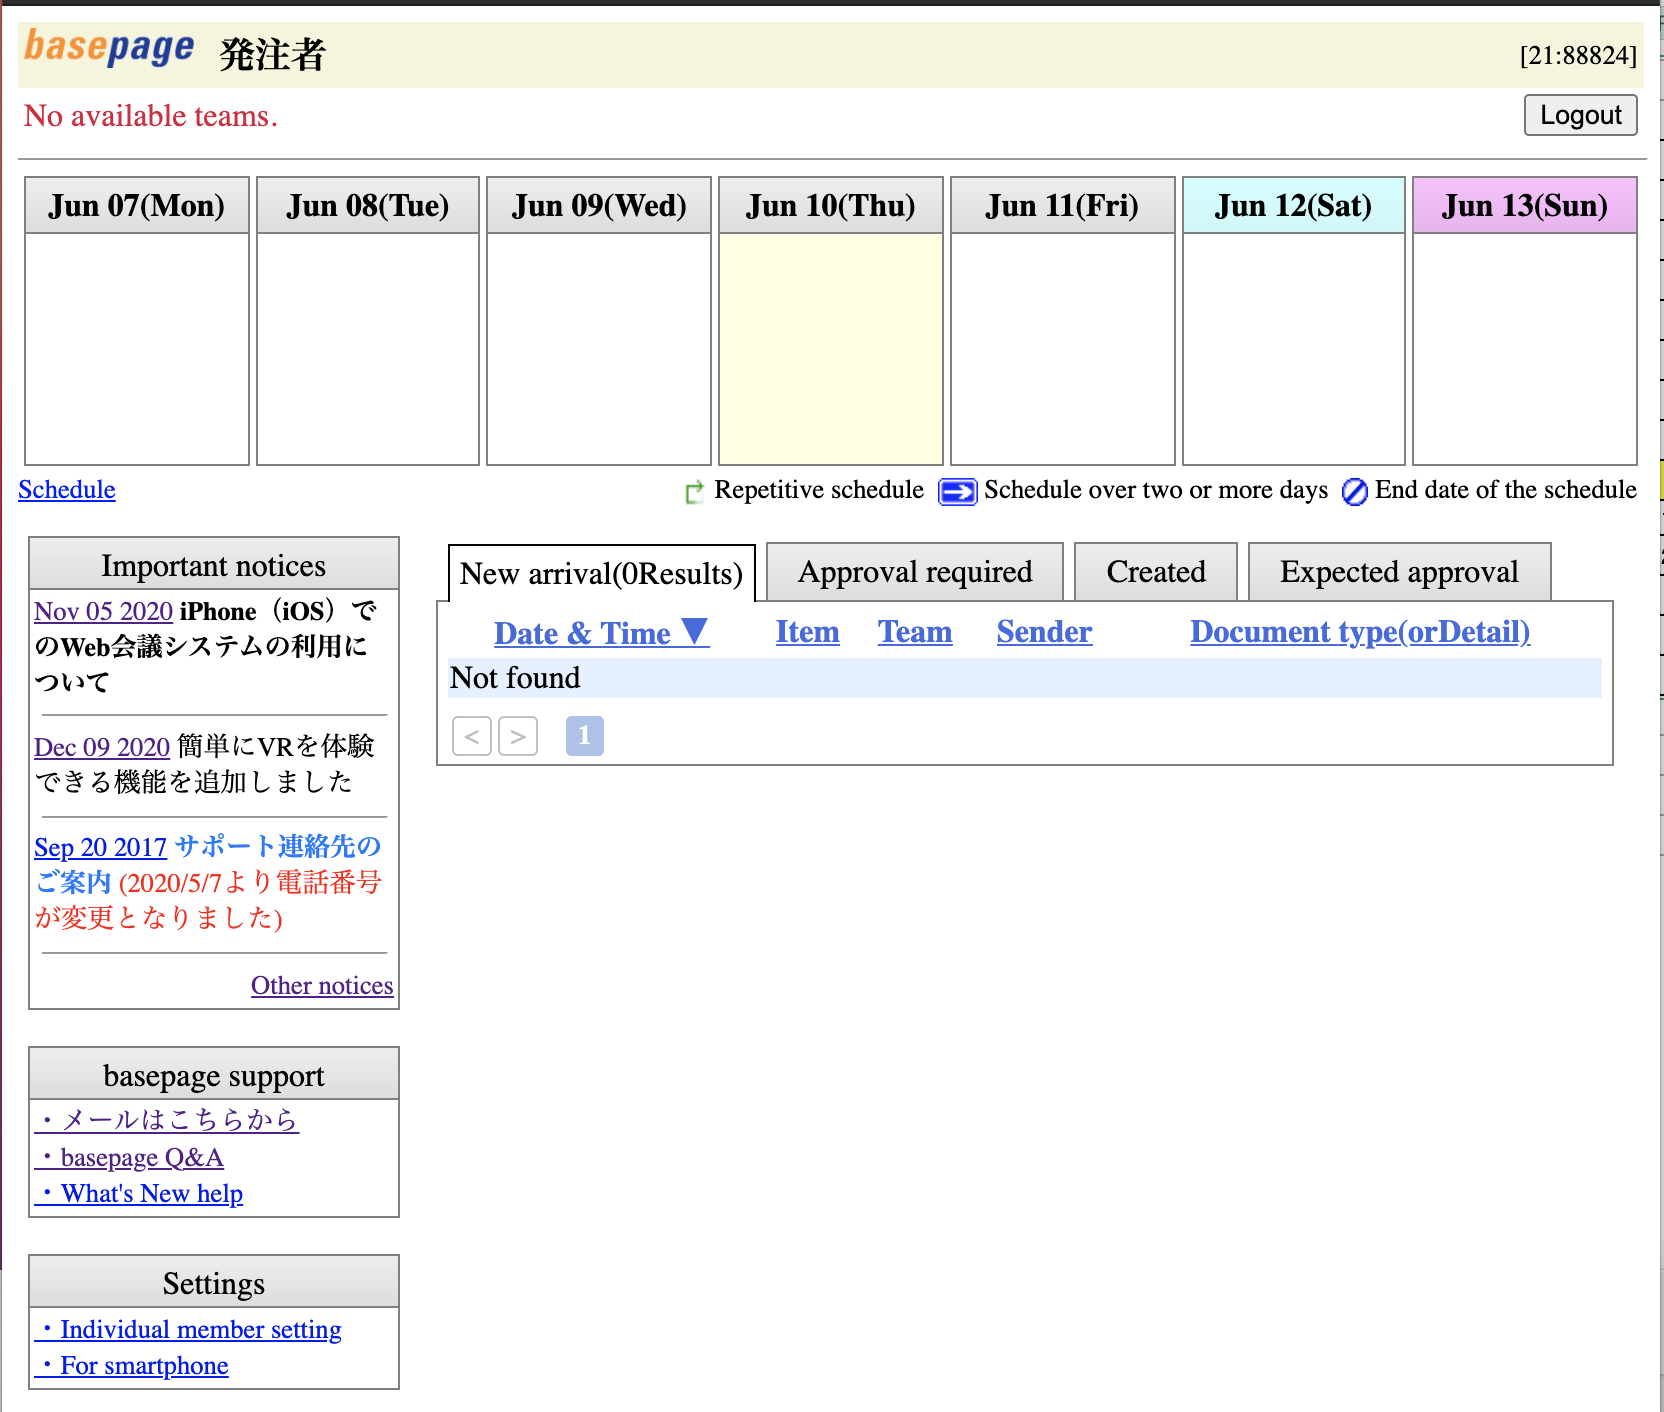 basepage 発注者 [21:88824]
No available teams. Logout
Jun 07(Mon) Jun 08(Tue) Jun 09(Wed) Jun 10(Thu) Jun 11(Fri) Jun 12(Sat) Jun 13(Sun)
Schedule Repetitive schedule Schedule over two or more days End date of the schedule
Important notices
Nov 05 2020 iPhone（iOS）で
のWeb会議システムの利用に
ついて
Dec 09 2020 簡単にVRを体験
できる機能を追加しました
Sep 20 2017 サポート連絡先の
ご案内 (2020/5/7より電話番号
が変更となりました)
Other notices
New arrival(0Results) Approval required Created Expected approval
Date & Time ▼ Item Team Sender Document type(orDetail)
Not found
< > 1
basepage support
・メールはこちらから
・basepage Q&A
・What's New help
Settings
・Individual member setting
・For smartphone